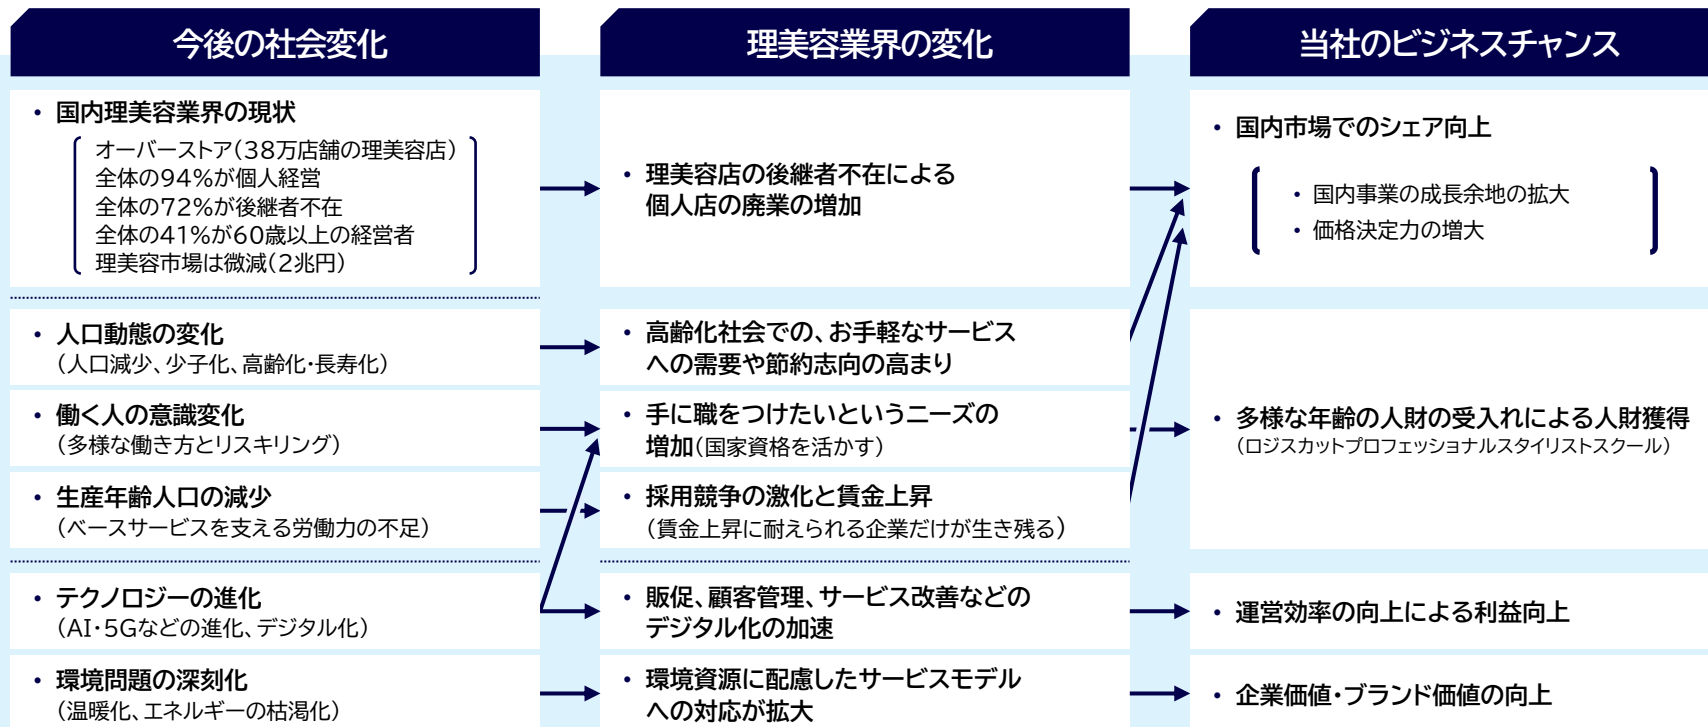 今後の社会変化
・国内理美容業界の現状
オーバーストア(38万店舗の理美容店)
全体の94%が個人経営
全体の72%が後継者不在
全体の41%が60歳以上の経営者
理美容市場は微減(2兆円)
・人口動態の変化
(人口減少、少子化、高齢化・長寿化)
・働く人の意識変化
(多様な働き方とリスキリング)
・生産年齢人口の減少
(ベースサービスを支える労働力の不足)
・テクノロジーの進化
(AI・5Gなどの進化、デジタル化)
・環境問題の深刻化
(温暖化、エネルギーの枯渇化)
理美容業界の変化
・理美容店の後継者不在による
個人店の廃業の増加
・高齢化社会での、お手軽なサービス
への需要や節約志向の高まり
・手に職をつけたいというニーズの
増加(国家資格を活かす)
・採用競争の激化と賃金上昇
(賃金上昇に耐えられる企業だけが生き残る)
・販促、顧客管理、サービス改善などの
デジタル化の加速
・環境資源に配慮したサービスモデル
への対応が拡大
当社のビジネスチャンス
・国内市場でのシェア向上
・国内事業の成長余地の拡大
・価格決定力の増大
・多様な年齢の人財の受入れによる人財獲得
(ロジスカットプロフェッショナルスタイリストスクール)
・運営効率の向上による利益向上
・企業価値・ブランド価値の向上